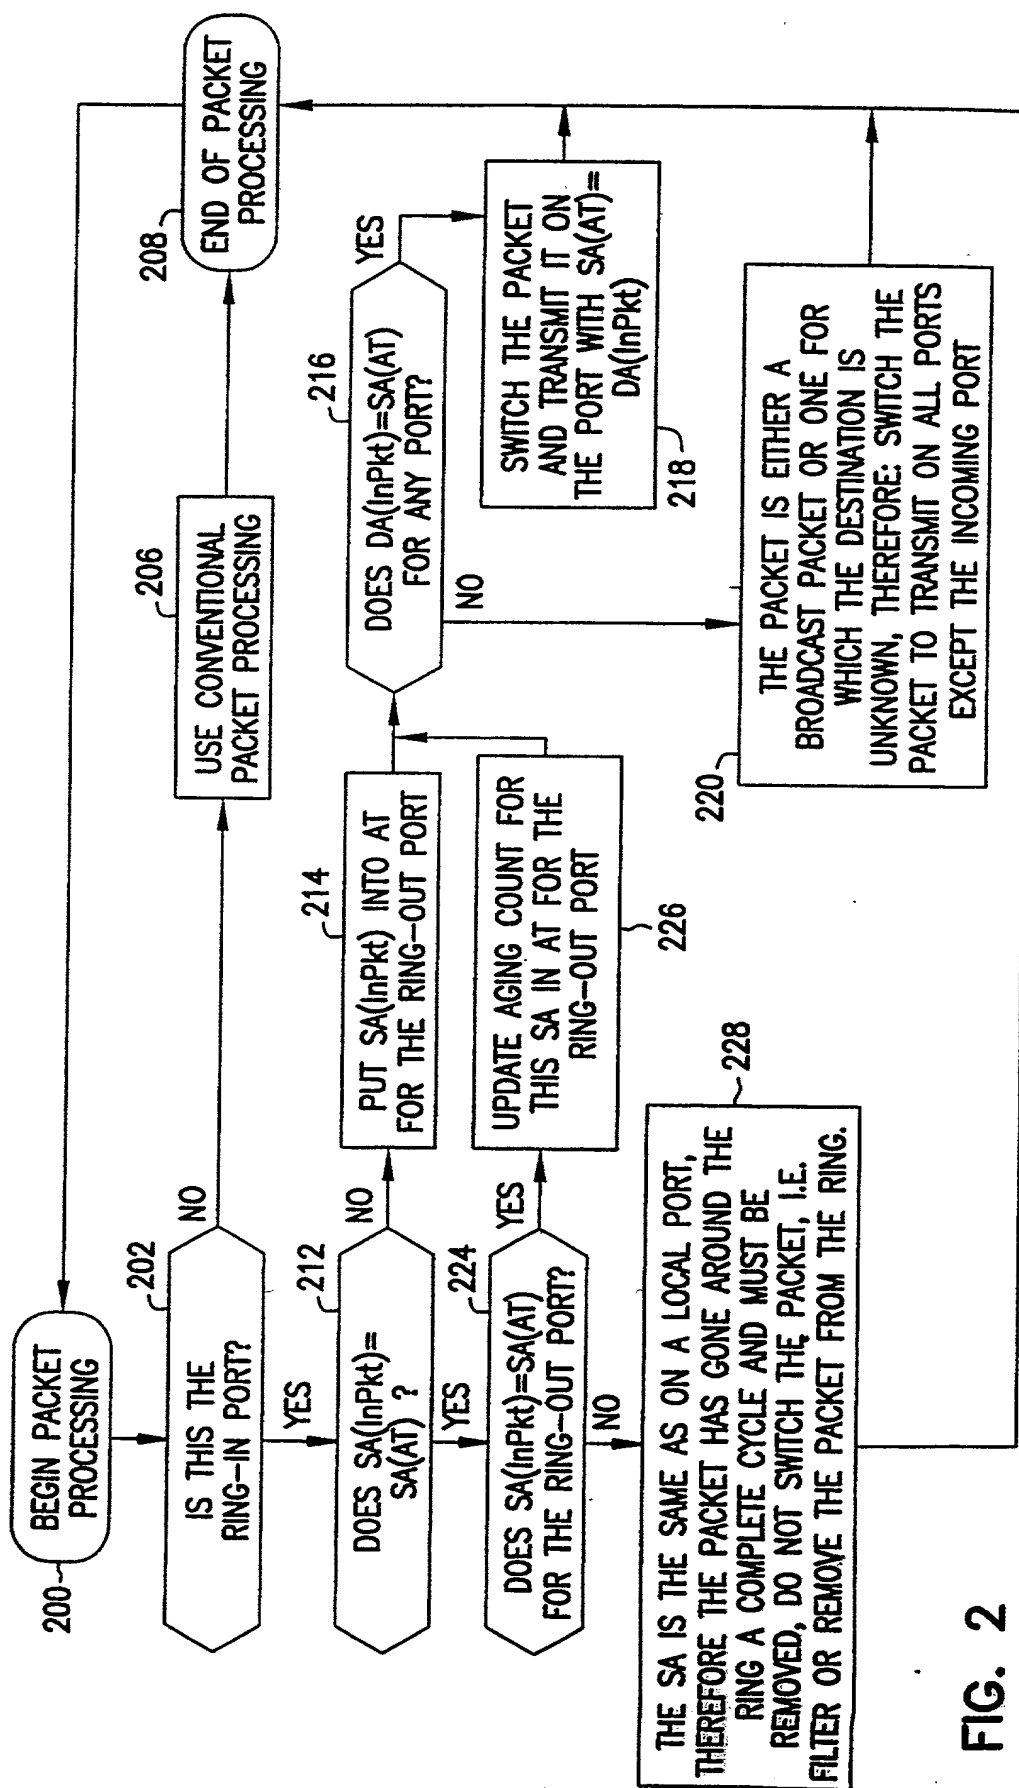 200
BEGIN PACKET
PROCESSING
202
IS THIS THE
RING-IN PORT?
NO
YES
206
USE CONVENTIONAL
PACKET PROCESSING
208
END OF PACKET
PROCESSING
212
DOES SA(InPkt)=
SA(AT) ?
NO
YES
214
PUT SA(InPkt) INTO AT
FOR THE RING-OUT PORT
216
DOES DA(InPkt)=SA(AT)
FOR ANY PORT?
YES
NO
SWITCH THE PACKET
AND TRANSMIT IT ON
THE PORT WITH SA(AT)=
DA(InPkt)
218
224
DOES SA(InPkt)=SA(AT)
FOR THE RING-OUT PORT?
YES
NO
UPDATE AGING COUNT FOR
THIS SA IN AT FOR THE
RING-OUT PORT
226
220
THE PACKET IS EITHER A
BROADCAST PACKET OR ONE FOR
WHICH THE DESTINATION IS
UNKNOWN, THEREFORE: SWITCH THE
PACKET TO TRANSMIT ON ALL PORTS
EXCEPT THE INCOMING PORT
228
THE SA IS THE SAME AS ON A LOCAL PORT,
THEREFORE THE PACKET HAS GONE AROUND THE
RING A COMPLETE CYCLE AND MUST BE
REMOVED, DO NOT SWITCH THE PACKET, I.E.
FILTER OR REMOVE THE PACKET FROM THE RING.
FIG. 2